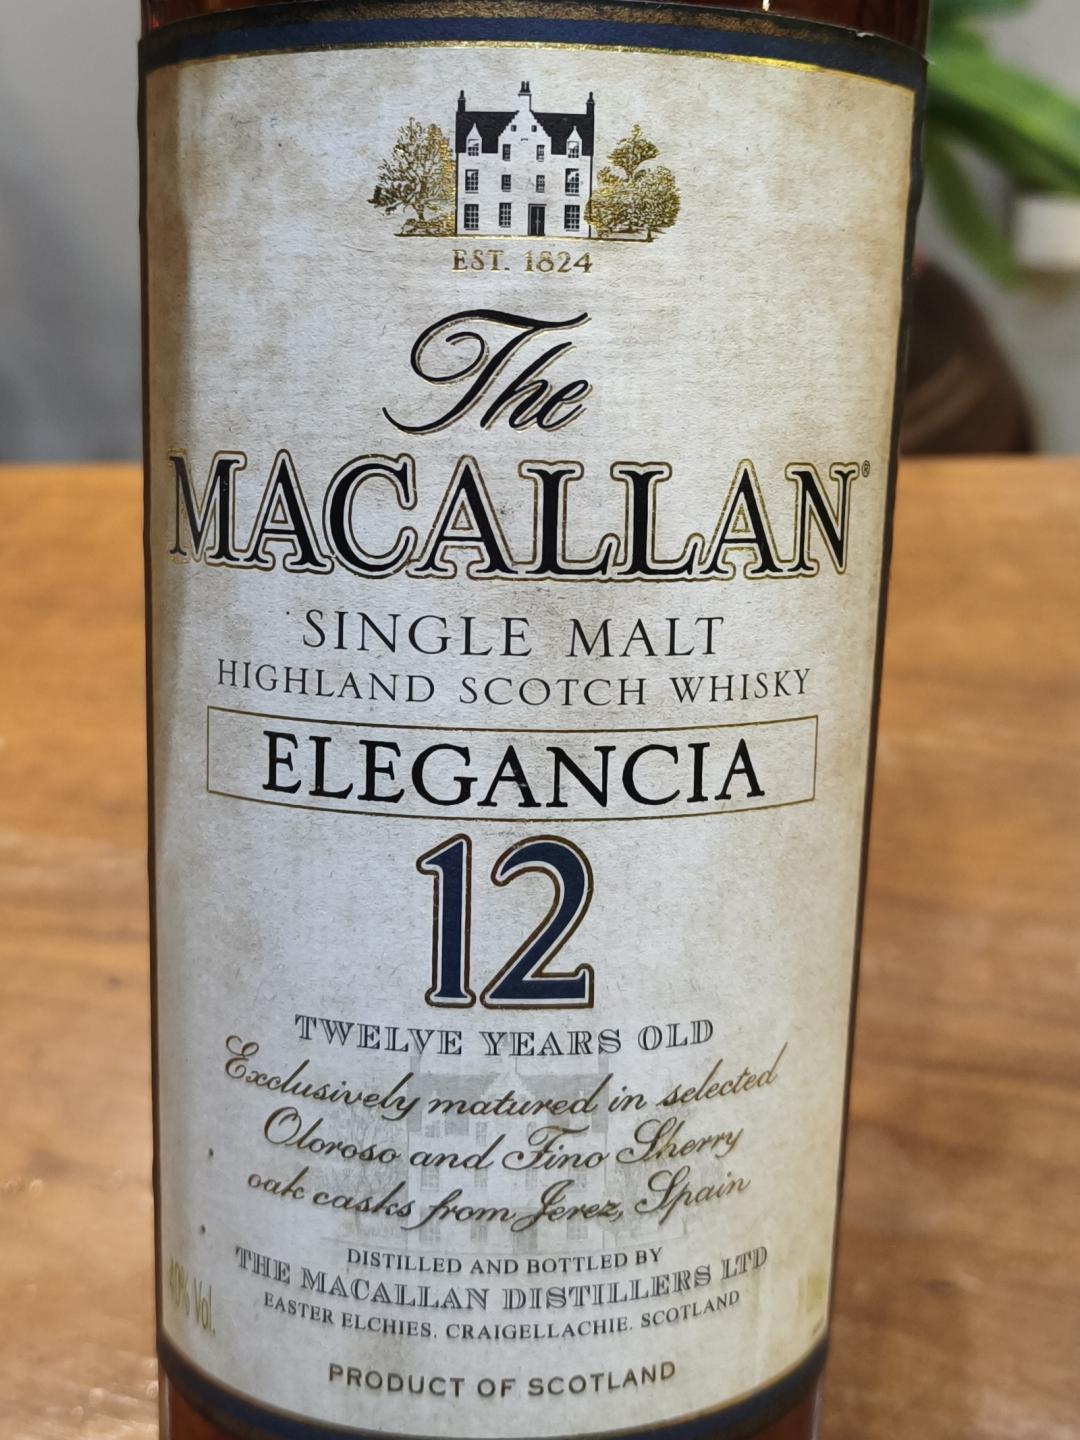 EST. 1824
The
MACALLAN®
SINGLE MALT
HIGHLAND SCOTCH WHISKY
ELEGANCIA
12
TWELVE YEARS OLD
Exclusively matured in selected
Oloroso and Fino Sherry
oak casks from Jerez, Spain
DISTILLED AND BOTTLED BY
THE MACALLAN DISTILLERS LTD
EASTER ELCHIES, CRAIGELLACHIE. SCOTLAND
40% Vol.
PRODUCT OF SCOTLAND